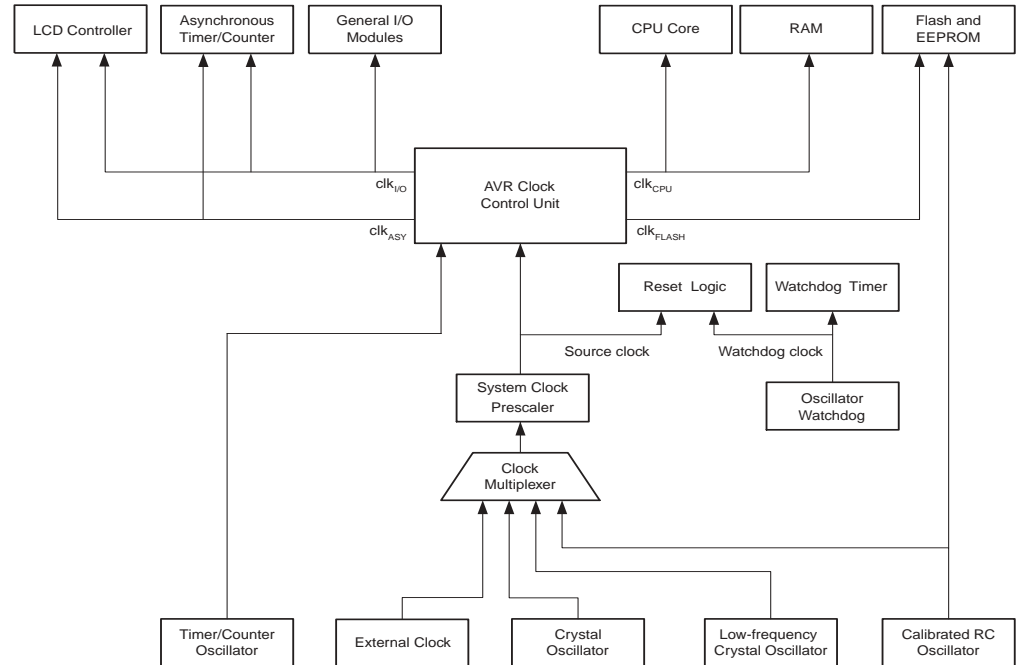 LCD Controller
Asynchronous
Timer/Counter
General I/O
Modules
CPU Core
RAM
Flash and
EEPROM
clkI/O
AVR Clock
Control Unit
clkCPU
clkASY
clkFLASH
Reset Logic
Watchdog Timer
Source clock
Watchdog clock
System Clock
Prescaler
Oscillator
Watchdog
Clock
Multiplexer
Timer/Counter
Oscillator
External Clock
Crystal
Oscillator
Low-frequency
Crystal Oscillator
Calibrated RC
Oscillator